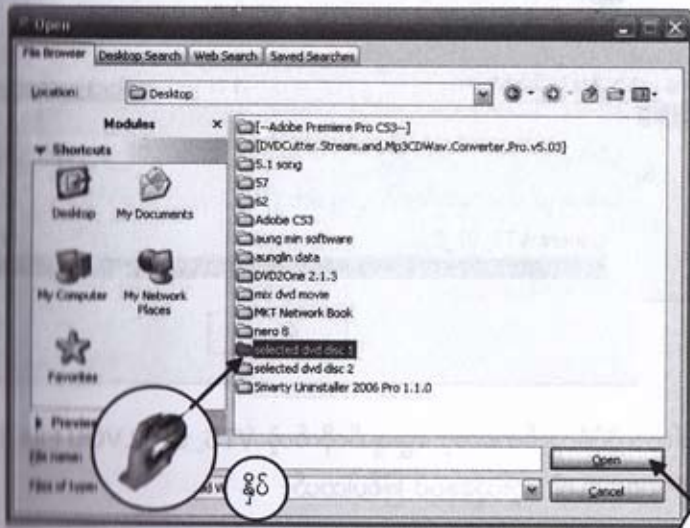 Open
File Browser Desktop Search Web Search Saved Searches
Location: Desktop
Modules ×
Shortcuts
Desktop My Documents
My Computer My Network Places
Favorites
Preview
[--Adobe Premiere Pro CS3--]
[DVDCutter.Stream.and.Mp3CDWav.Converter.Pro.v5.03]
5.1 song
57
62
Adobe CS3
aung min software
aunglin data
DVD2One 2.1.3
mix dvd movie
MKT Network Book
nero 8
selected dvd disc 1
selected dvd disc 2
Smarty Uninstaller 2006 Pro 1.1.0
File name: Open
Files of type: Cancel
နှိပ်